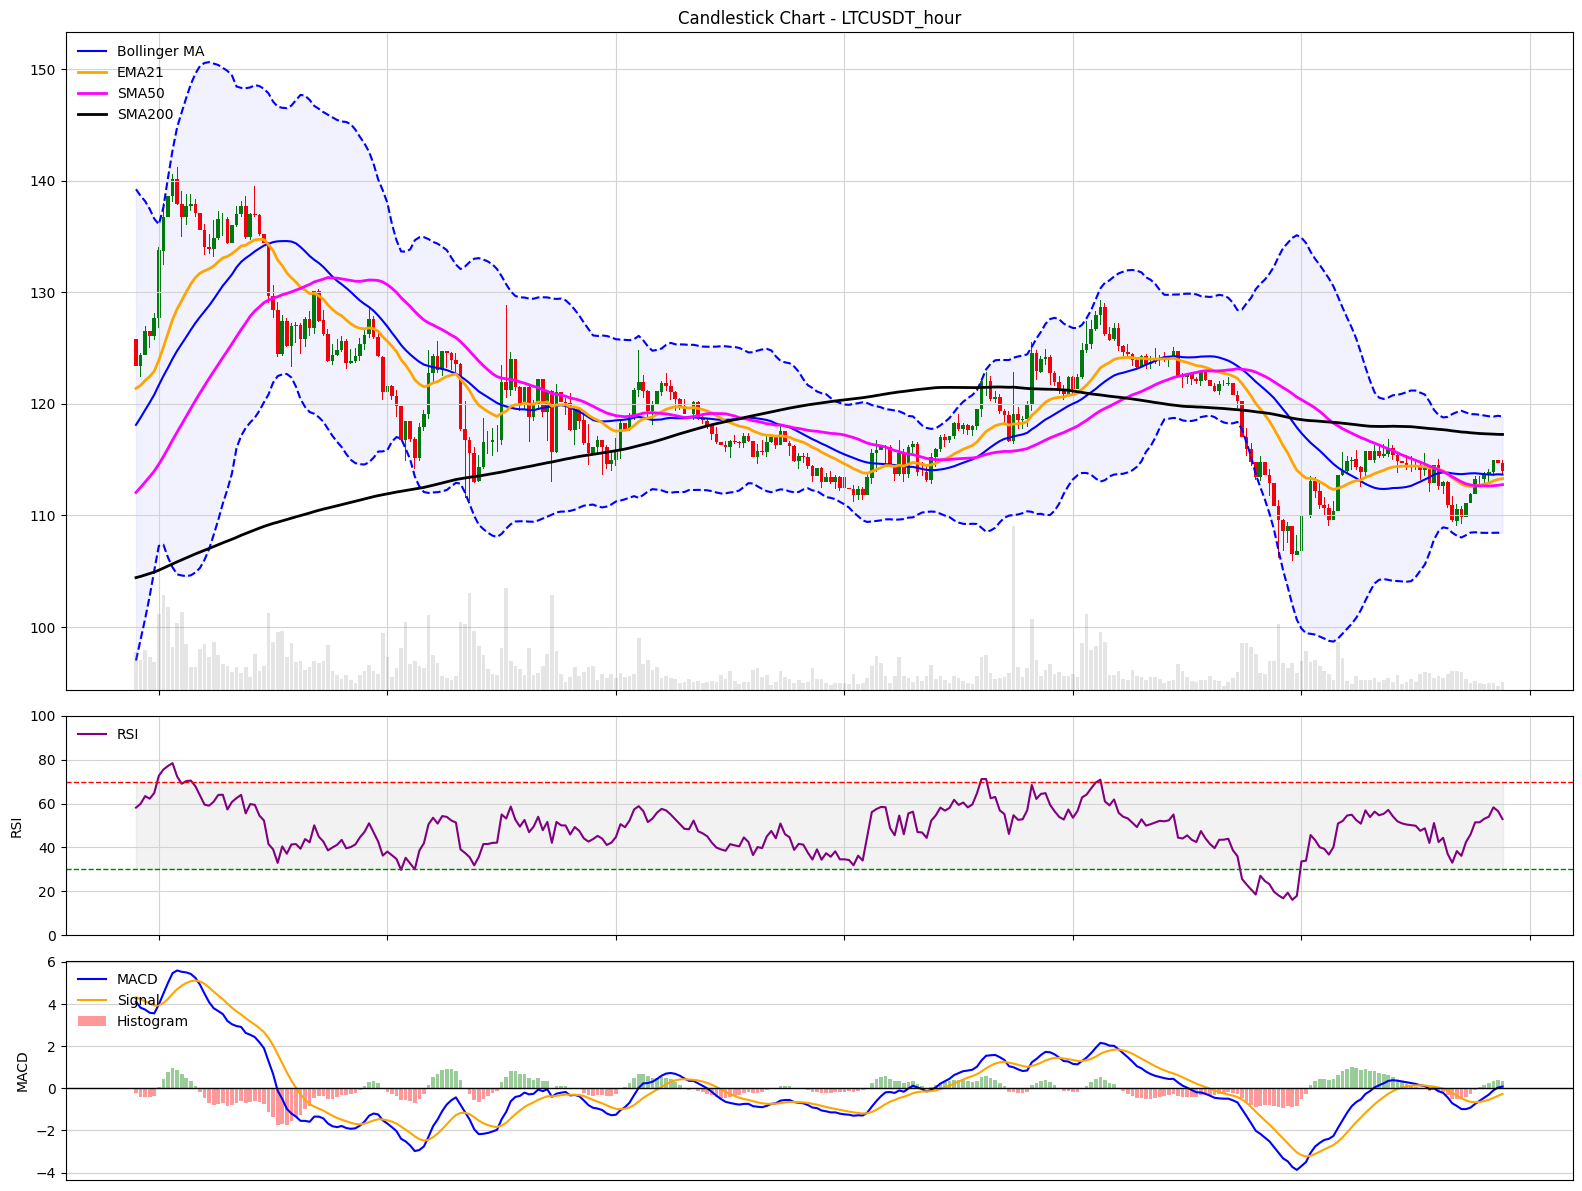 Candlestick Chart - LTCUSDT_hour
Bollinger MA
EMA21
SMA50
SMA200
150
140
130
120
110
100
RSI
100
80
60
40
20
0
RSI
MACD
Signal
Histogram
6
4
2
0
−2
−4
MACD